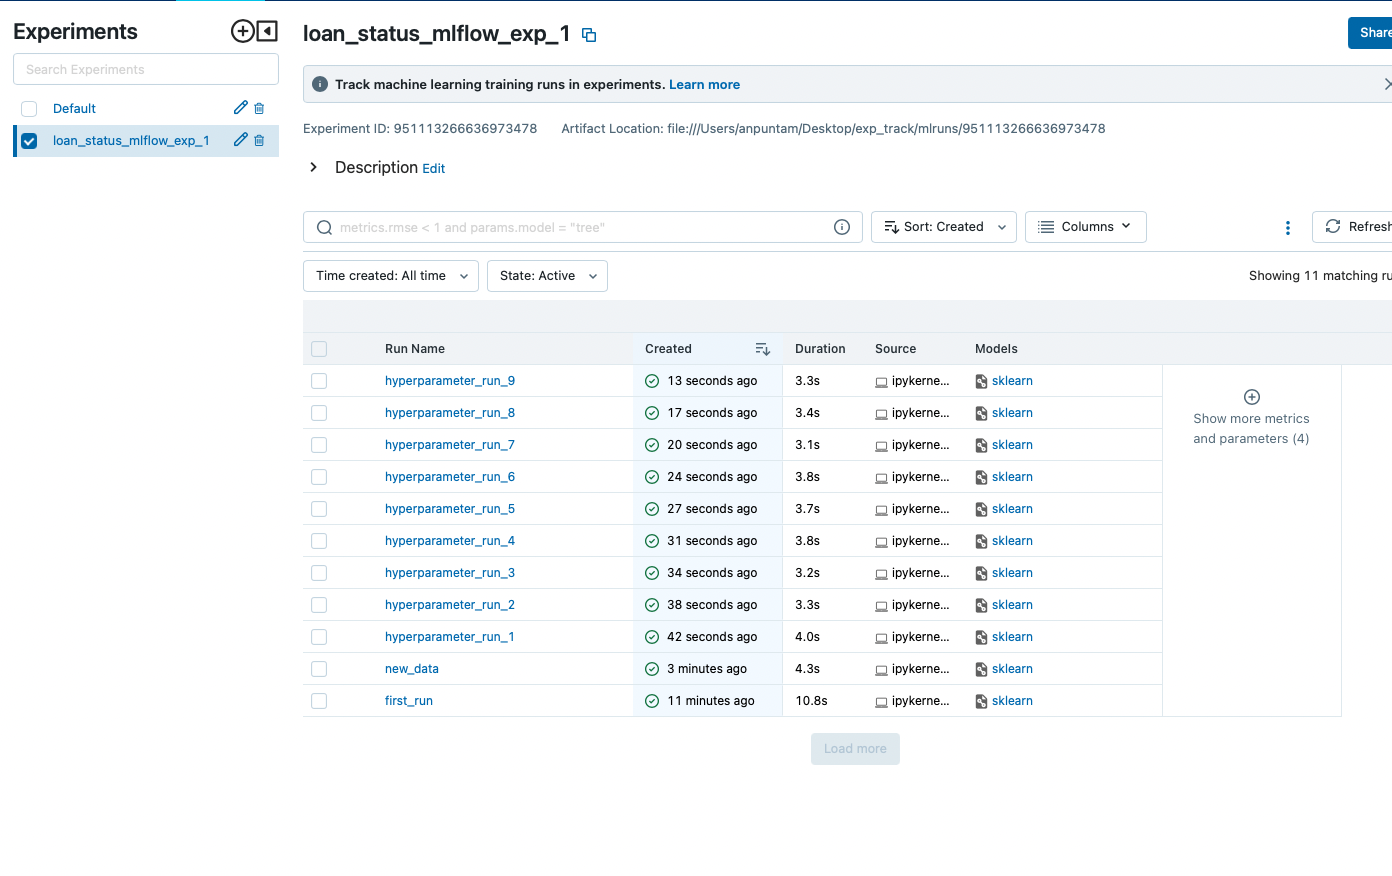 Experiments
Search Experiments
Default
loan_status_mlflow_exp_1
loan_status_mlflow_exp_1
Share
Track machine learning training runs in experiments. Learn more
Experiment ID: 951113266636973478 Artifact Location: file:///Users/anpuntam/Desktop/exp_track/mlruns/951113266636973478
Description Edit
metrics.rmse < 1 and params.model = "tree"
Sort: Created
Columns
Refresh
Time created: All time
State: Active
Showing 11 matching ru
Run Name Created Duration Source Models
hyperparameter_run_9 13 seconds ago 3.3s ipykerne... sklearn
hyperparameter_run_8 17 seconds ago 3.4s ipykerne... sklearn
hyperparameter_run_7 20 seconds ago 3.1s ipykerne... sklearn
hyperparameter_run_6 24 seconds ago 3.8s ipykerne... sklearn
hyperparameter_run_5 27 seconds ago 3.7s ipykerne... sklearn
hyperparameter_run_4 31 seconds ago 3.8s ipykerne... sklearn
hyperparameter_run_3 34 seconds ago 3.2s ipykerne... sklearn
hyperparameter_run_2 38 seconds ago 3.3s ipykerne... sklearn
hyperparameter_run_1 42 seconds ago 4.0s ipykerne... sklearn
new_data 3 minutes ago 4.3s ipykerne... sklearn
first_run 11 minutes ago 10.8s ipykerne... sklearn
Show more metrics
and parameters (4)
Load more